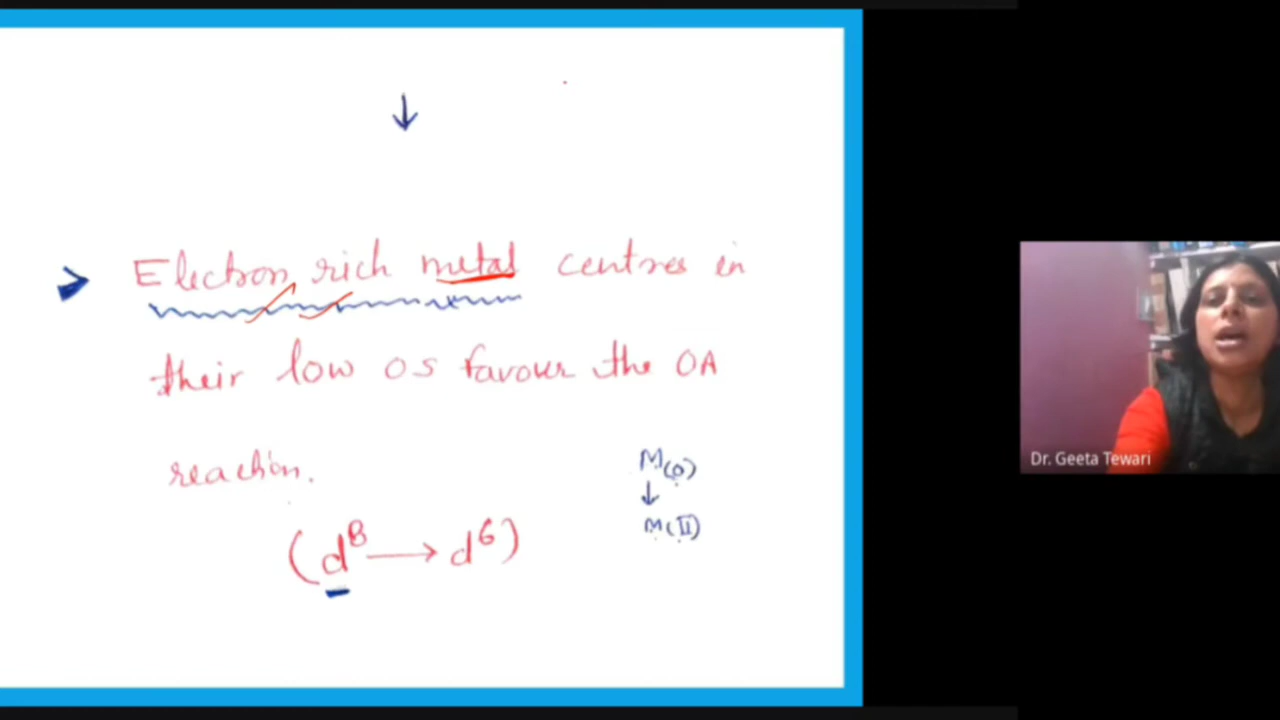 ↓
Electron rich metal centres in
their low OS favour the OA
reaction.
M(0)
↓
M(II)
(d⁸ → d⁶)
Dr. Geeta Tewari